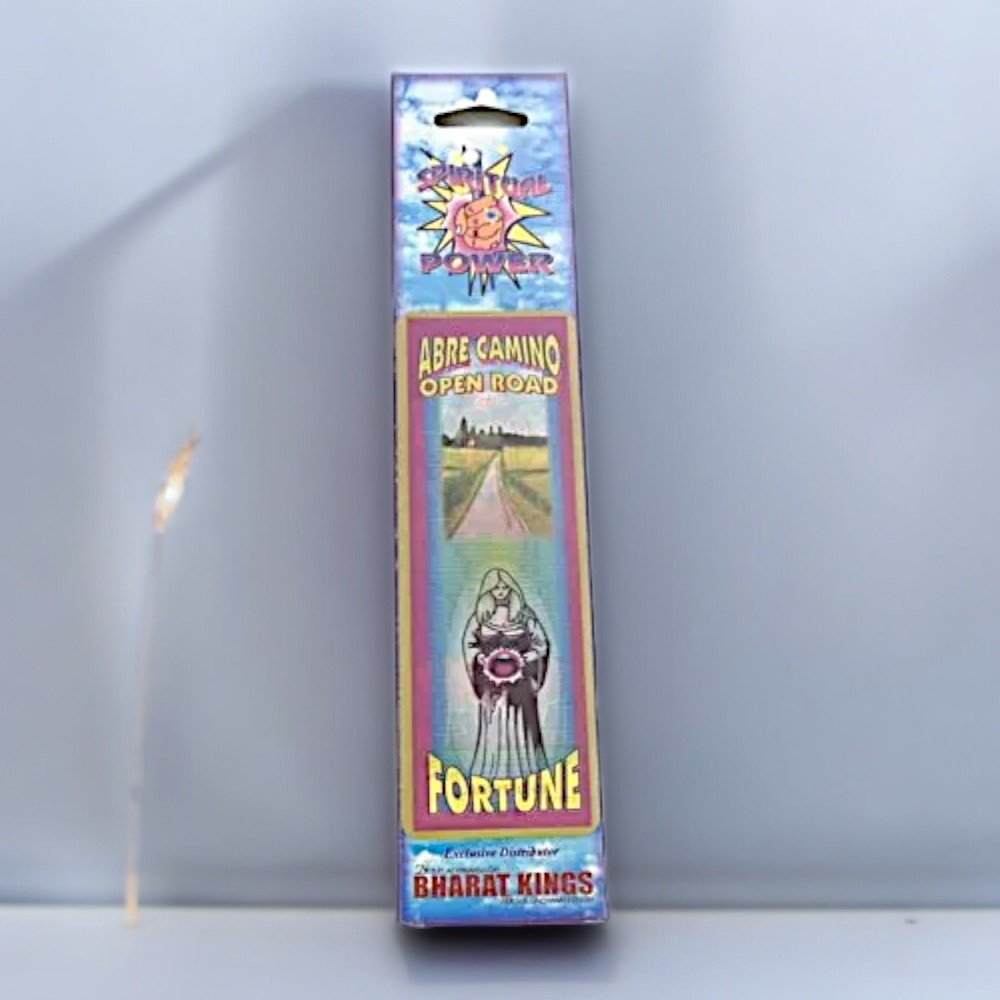 SPIRITUAL
POWER
ABRE CAMINO
OPEN ROAD
FORTUNE
Exclusive Distributor
BHARAT KINGS